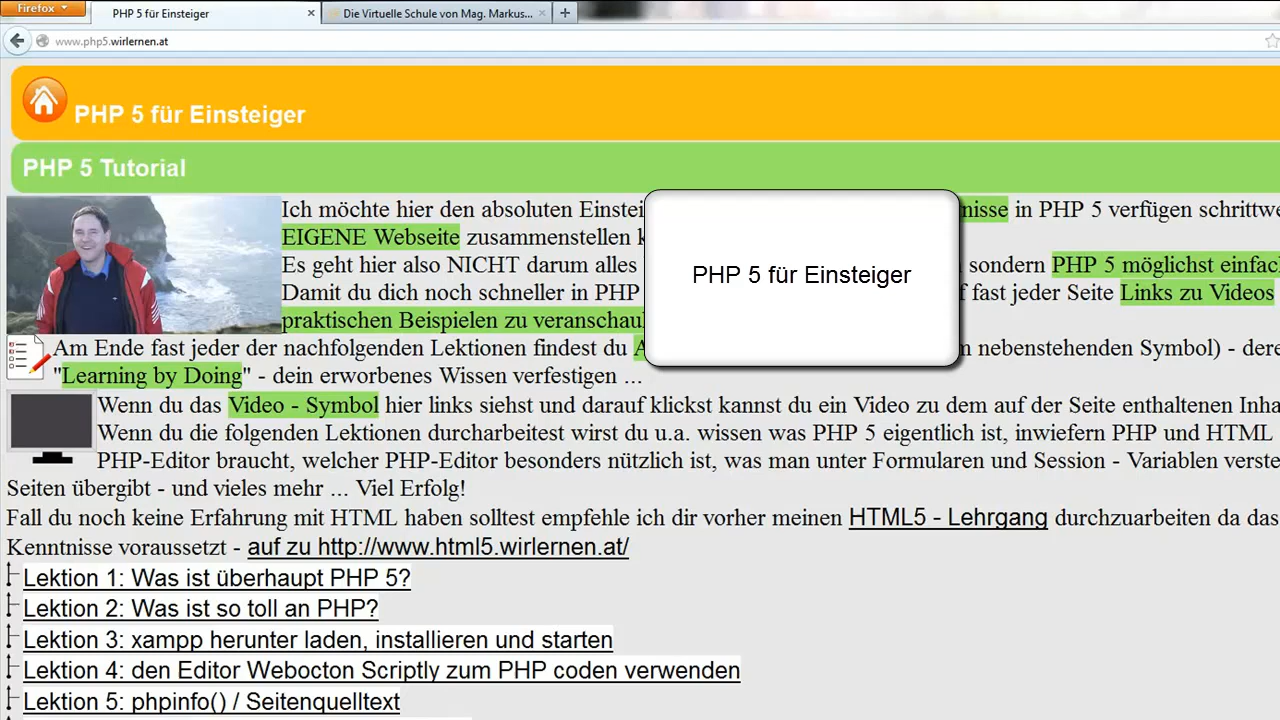 Firefox
PHP 5 für Einsteiger
Die Virtuelle Schule von Mag. Markus...
www.php5.wirlernen.at
PHP 5 für Einsteiger
PHP 5 Tutorial
Ich möchte hier den absoluten Einstei
nisse in PHP 5 verfügen schrittwe
EIGENE Webseite zusammenstellen k
Es geht hier also NICHT darum alles
sondern PHP 5 möglichst einfac
Damit du dich noch schneller in PHP
f fast jeder Seite Links zu Videos
praktischen Beispielen zu veranschau
PHP 5 für Einsteiger
Am Ende fast jeder der nachfolgenden Lektionen findest du A
m nebenstehenden Symbol) - dere
"Learning by Doing" - dein erworbenes Wissen verfestigen ...
Wenn du das Video - Symbol hier links siehst und darauf klickst kannst du ein Video zu dem auf der Seite enthaltenen Inha
Wenn du die folgenden Lektionen durcharbeitest wirst du u.a. wissen was PHP 5 eigentlich ist, inwiefern PHP und HTML
PHP-Editor braucht, welcher PHP-Editor besonders nützlich ist, was man unter Formularen und Session - Variablen verste
Seiten übergibt - und vieles mehr ... Viel Erfolg!
Fall du noch keine Erfahrung mit HTML haben solltest empfehle ich dir vorher meinen HTML5 - Lehrgang durchzuarbeiten da das
Kenntnisse voraussetzt - auf zu http://www.html5.wirlernen.at/
Lektion 1: Was ist überhaupt PHP 5?
Lektion 2: Was ist so toll an PHP?
Lektion 3: xampp herunter laden, installieren und starten
Lektion 4: den Editor Webocton Scriptly zum PHP coden verwenden
Lektion 5: phpinfo() / Seitenquelltext